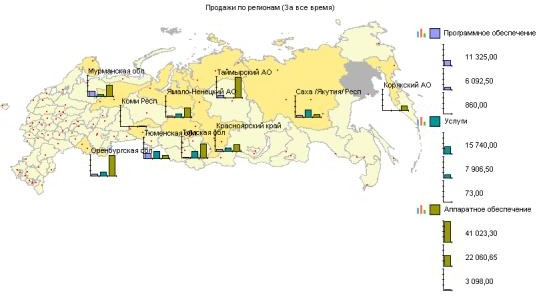 Продажи по регионам (За все время)
Программное обеспечение
11 325,00
6 092,50
860,00
Услуги
15 740,00
7 906,50
73,00
Аппаратное обеспечение
41 023,30
22 060,65
3 098,00
Мурманская обл
Таймырский АО
Ямало-Ненецкий АО
Коми Респ
Саха /Якутия/ Респ
Корякский АО
Красноярский край
Тюменская обл
Томская обл
Оренбургская обл